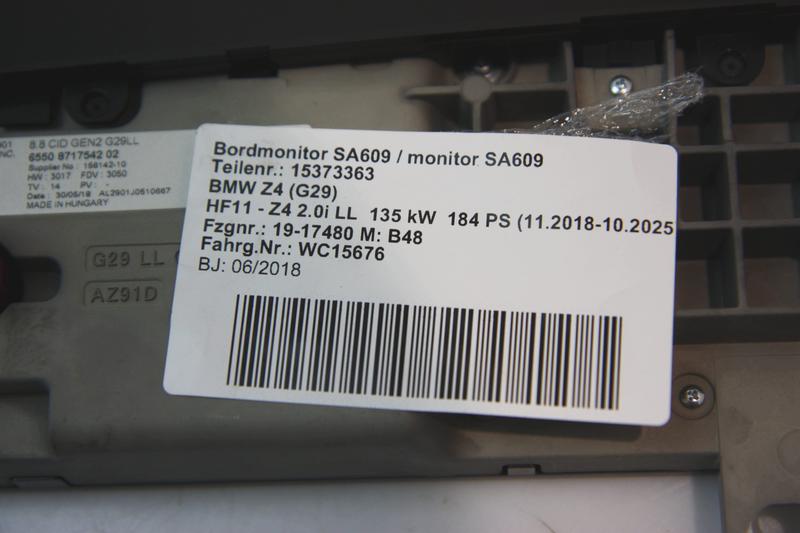 901
NC.
8.8 CID GEN2 G29LL
6550 8717542 02
Supplier No : 156142-10
HW : 3017 FDV : 3050
TV : 14 PV : -
Date : 30/05/18 AL2901J0510667
MADE IN HUNGARY
G29 LL
AZ91D
Bordmonitor SA609 / monitor SA609
Teilenr.: 15373363
BMW Z4 (G29)
HF11 - Z4 2.0i LL 135 kW 184 PS (11.2018-10.2025
Fzgnr.: 19-17480 M: B48
Fahrg.Nr.: WC15676
BJ: 06/2018